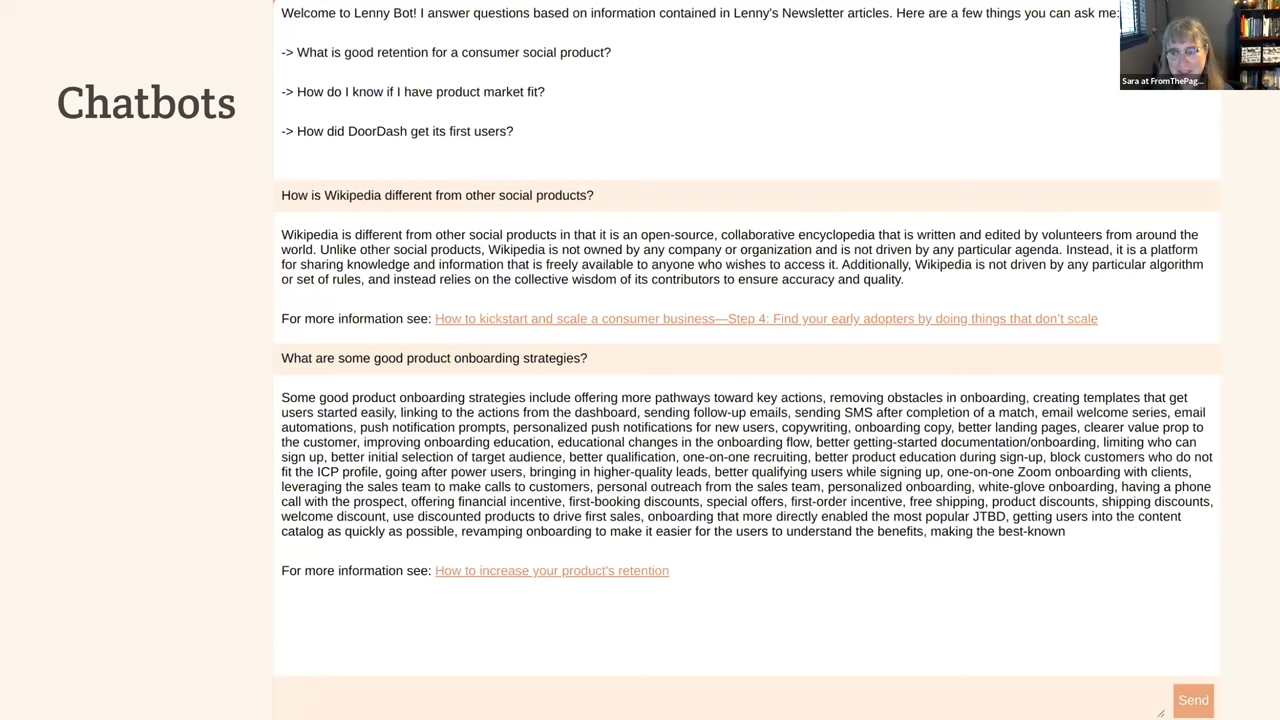 Chatbots
Welcome to Lenny Bot! I answer questions based on information contained in Lenny's Newsletter articles. Here are a few things you can ask me:
-> What is good retention for a consumer social product?
-> How do I know if I have product market fit?
-> How did DoorDash get its first users?
Sara at FromThePag...
How is Wikipedia different from other social products?
Wikipedia is different from other social products in that it is an open-source, collaborative encyclopedia that is written and edited by volunteers from around the
world. Unlike other social products, Wikipedia is not owned by any company or organization and is not driven by any particular agenda. Instead, it is a platform
for sharing knowledge and information that is freely available to anyone who wishes to access it. Additionally, Wikipedia is not driven by any particular algorithm
or set of rules, and instead relies on the collective wisdom of its contributors to ensure accuracy and quality.
For more information see: How to kickstart and scale a consumer business—Step 4: Find your early adopters by doing things that don't scale
What are some good product onboarding strategies?
Some good product onboarding strategies include offering more pathways toward key actions, removing obstacles in onboarding, creating templates that get
users started easily, linking to the actions from the dashboard, sending follow-up emails, sending SMS after completion of a match, email welcome series, email
automations, push notification prompts, personalized push notifications for new users, copywriting, onboarding copy, better landing pages, clearer value prop to
the customer, improving onboarding education, educational changes in the onboarding flow, better getting-started documentation/onboarding, limiting who can
sign up, better initial selection of target audience, better qualification, one-on-one recruiting, better product education during sign-up, block customers who do not
fit the ICP profile, going after power users, bringing in higher-quality leads, better qualifying users while signing up, one-on-one Zoom onboarding with clients,
leveraging the sales team to make calls to customers, personal outreach from the sales team, personalized onboarding, white-glove onboarding, having a phone
call with the prospect, offering financial incentive, first-booking discounts, special offers, first-order incentive, free shipping, product discounts, shipping discounts,
welcome discount, use discounted products to drive first sales, onboarding that more directly enabled the most popular JTBD, getting users into the content
catalog as quickly as possible, revamping onboarding to make it easier for the users to understand the benefits, making the best-known
For more information see: How to increase your product's retention
Send